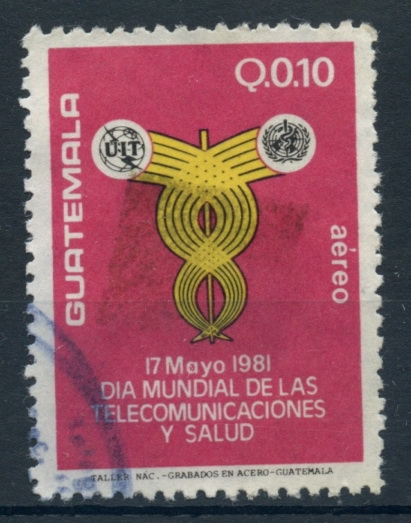 Q.0.10
GUATEMALA
UIT
aéreo
17 Mayo 1981
DIA MUNDIAL DE LAS
TELECOMUNICACIONES
Y SALUD
TALLER NAC.-GRABADOS EN ACERO-GUATEMALA